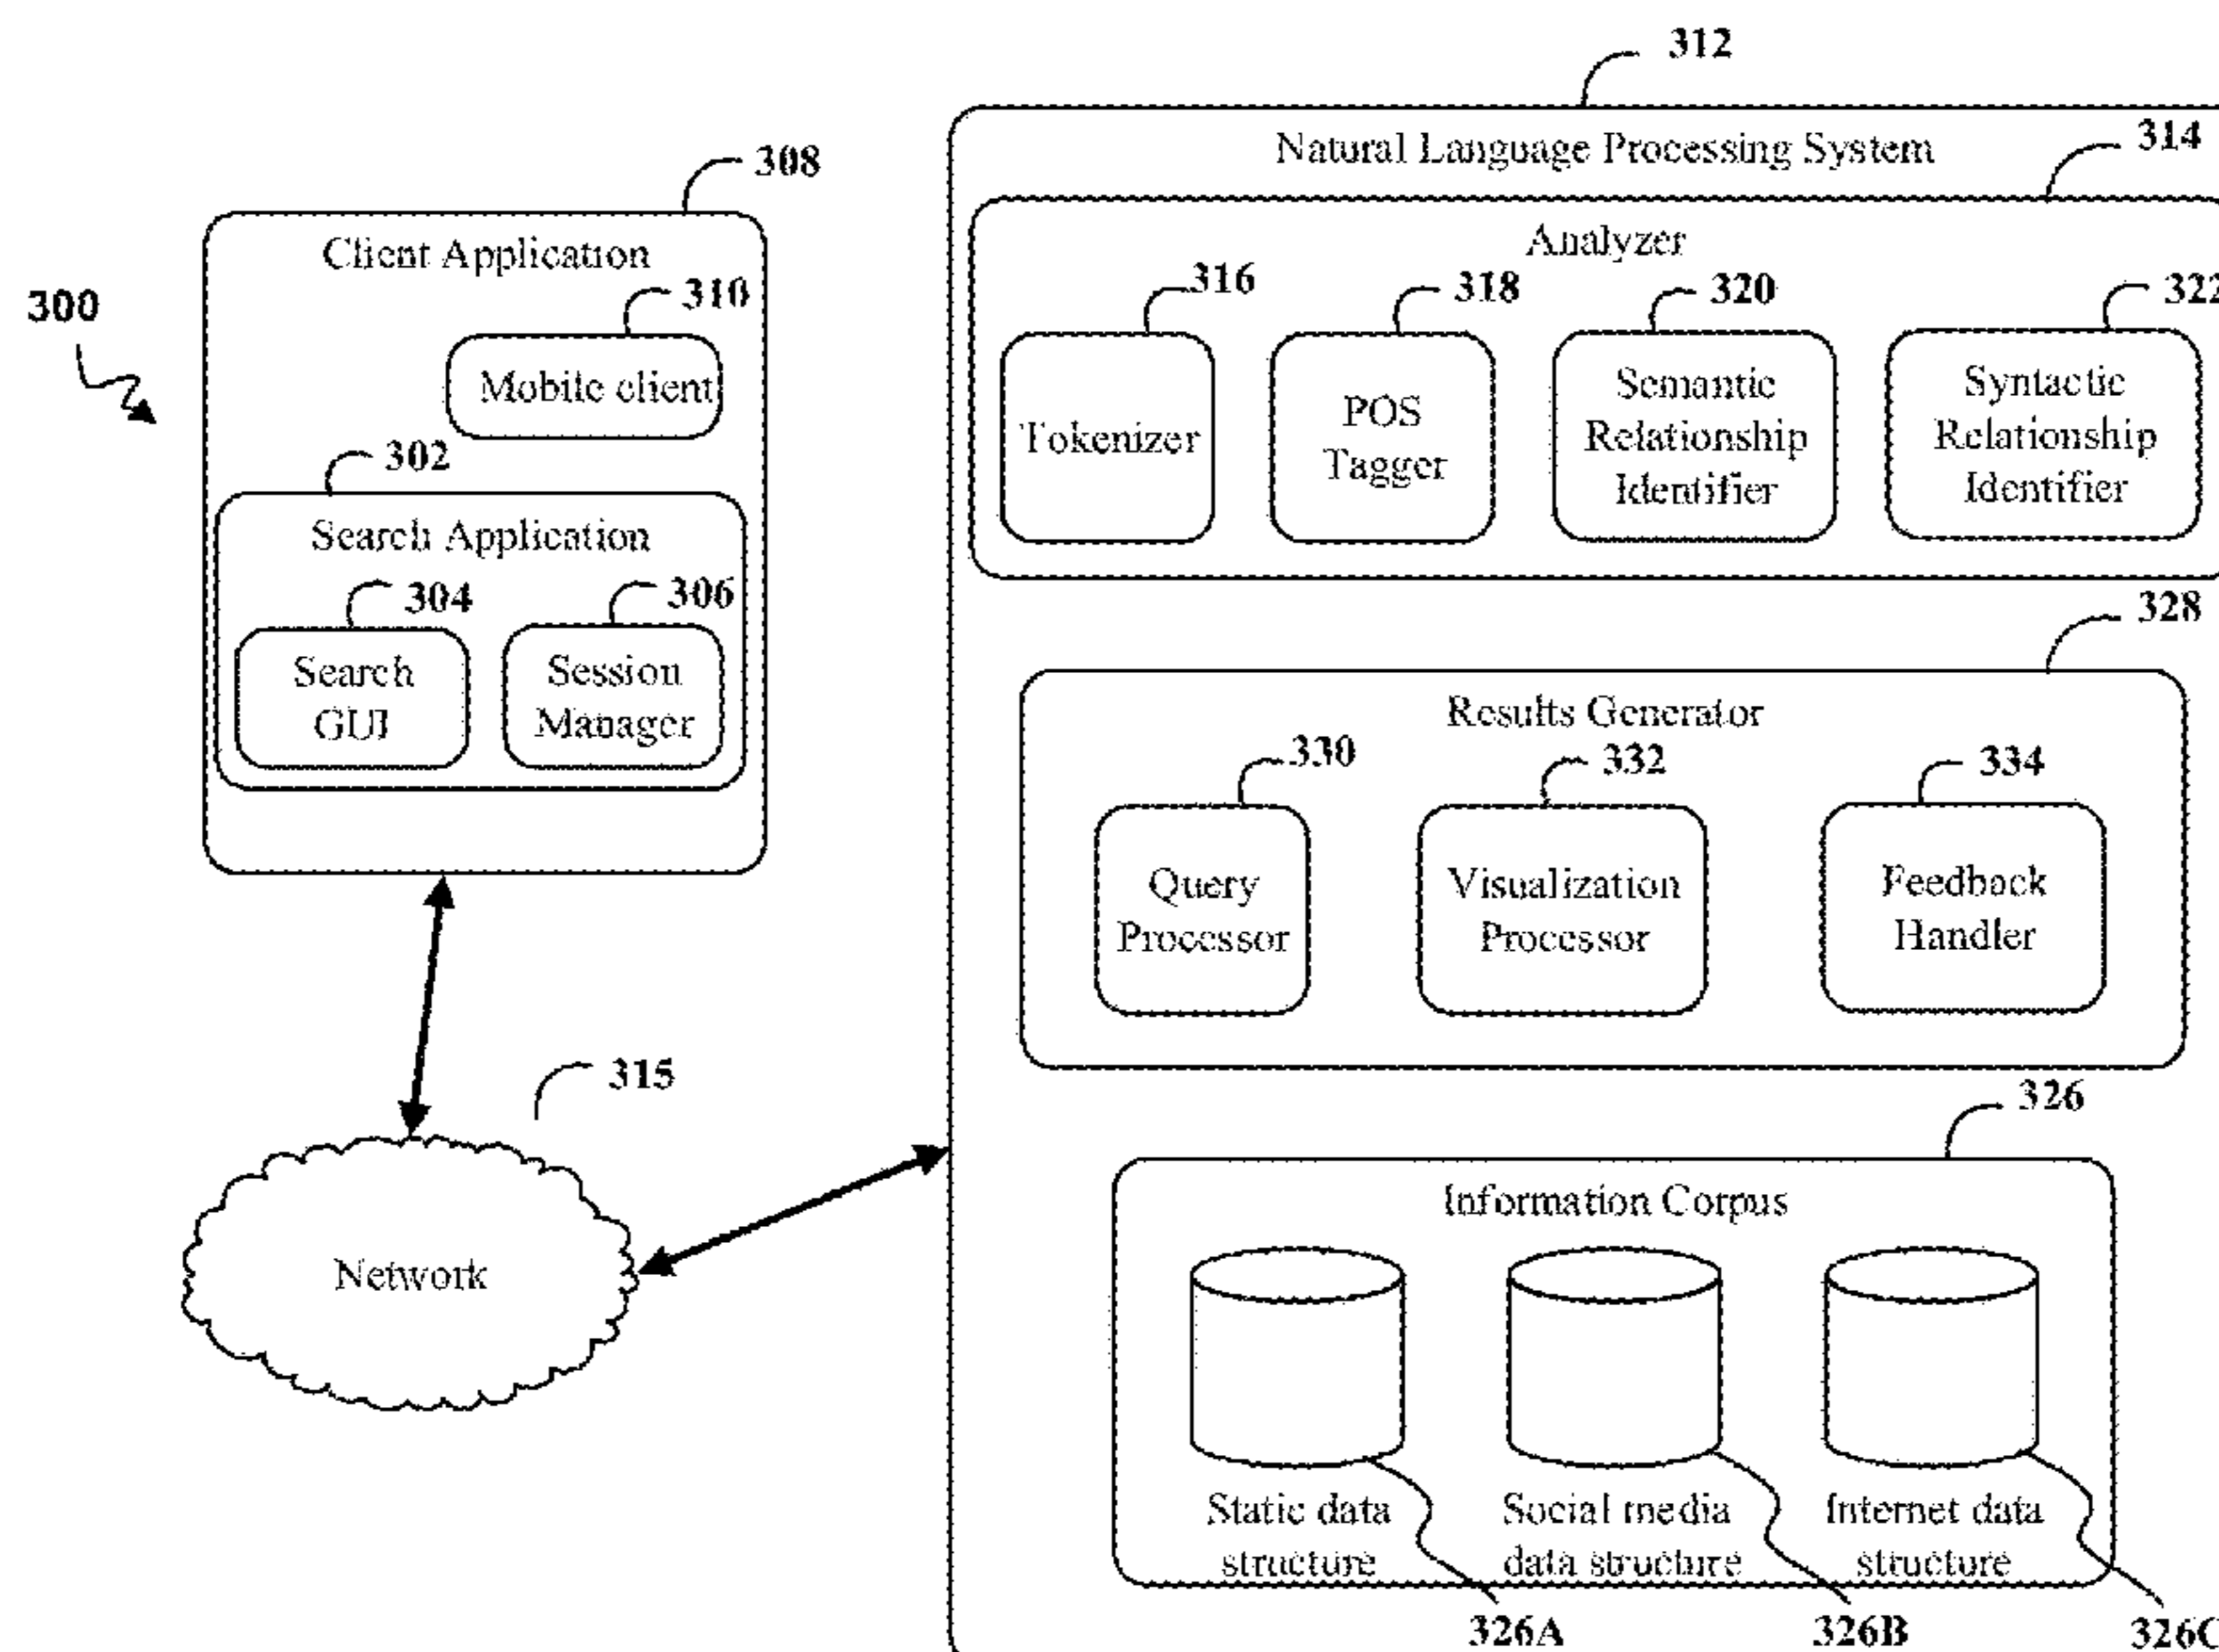 312
Natural Language Processing System
314
Analyzer
316
318
320
322
Tokenizer
POS
Tagger
Semantic
Relationship
Identifier
Syntactic
Relationship
Identifier
308
Client Application
300
310
Mobile client
302
Search Application
304
306
Search
GUI
Session
Manager
328
Results Generator
330
332
334
Query
Processor
Visualization
Processor
Feedback
Handler
315
Network
326
Information Corpus
Static data
structure
Social media
data structure
Internet data
structure
326A
326B
326C